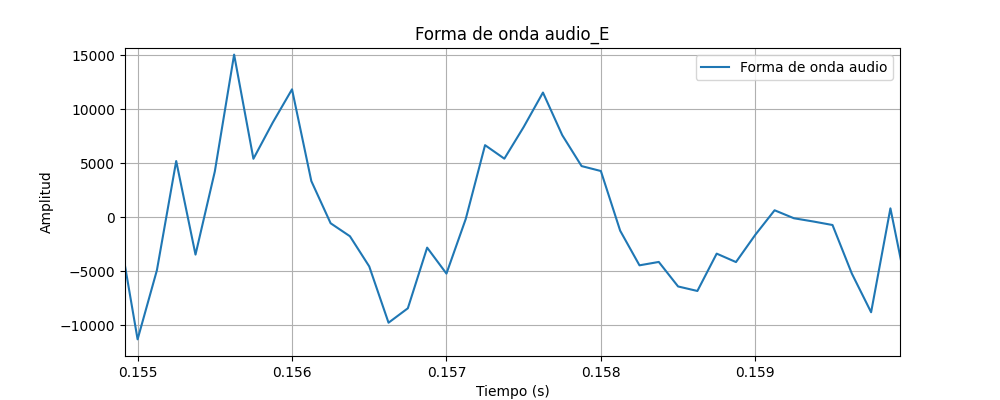 Forma de onda audio_E
Forma de onda audio
15000
10000
5000
0
−5000
−10000
Amplitud
0.155 0.156 0.157 0.158 0.159
Tiempo (s)